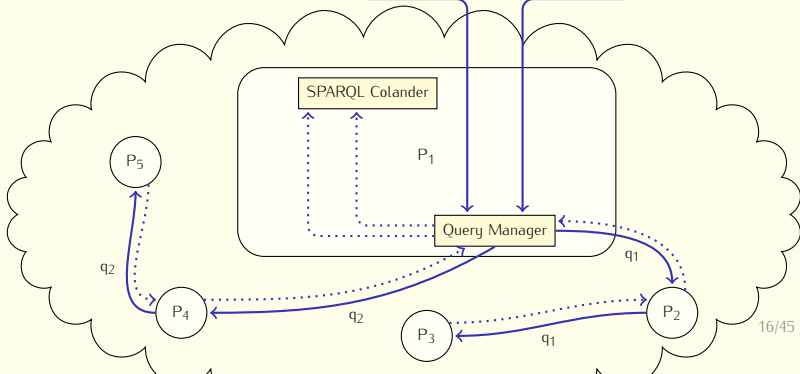 SPARQL Colander
P1
P5
Query Manager
q1
q2
P4
q2
P2
P3
q1
16/45